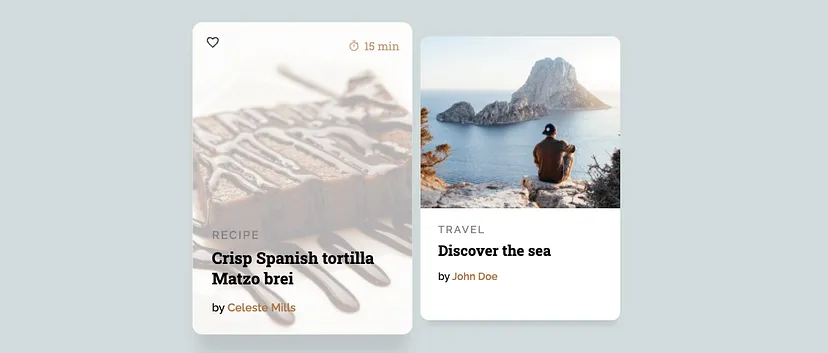 15 min
RECIPE
Crisp Spanish tortilla
Matzo brei
by Celeste Mills
TRAVEL
Discover the sea
by John Doe